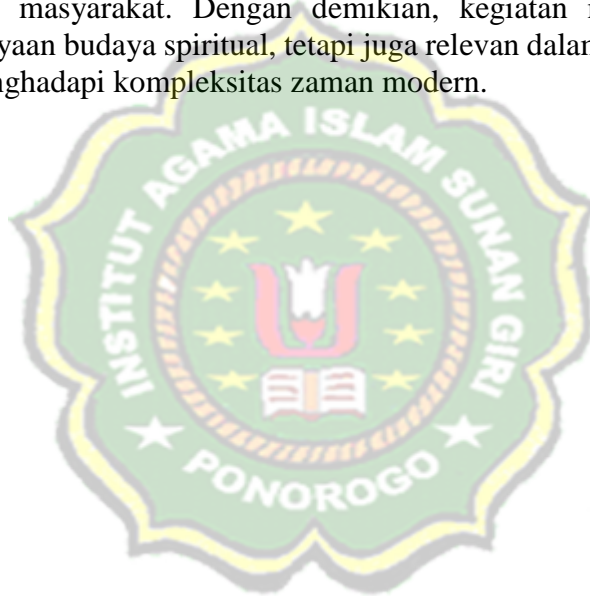 masyarakat. Dengan demikian, kegiatan
yaan budaya spiritual, tetapi juga relevan dalam
nghadapi kompleksitas zaman modern.
INSTITUT AGAMA ISLAM SUNAN GIRI
PONOROGO